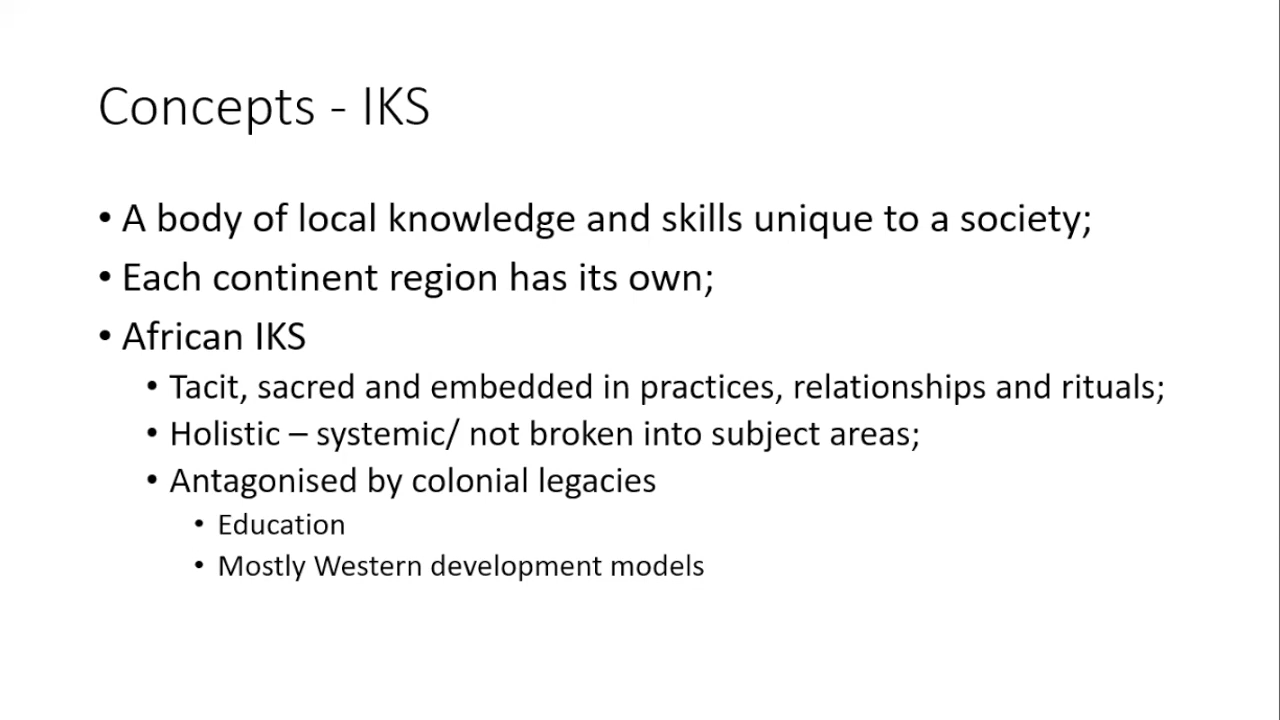 Concepts - IKS
• A body of local knowledge and skills unique to a society;
• Each continent region has its own;
• African IKS
• Tacit, sacred and embedded in practices, relationships and rituals;
• Holistic – systemic/ not broken into subject areas;
• Antagonised by colonial legacies
• Education
• Mostly Western development models